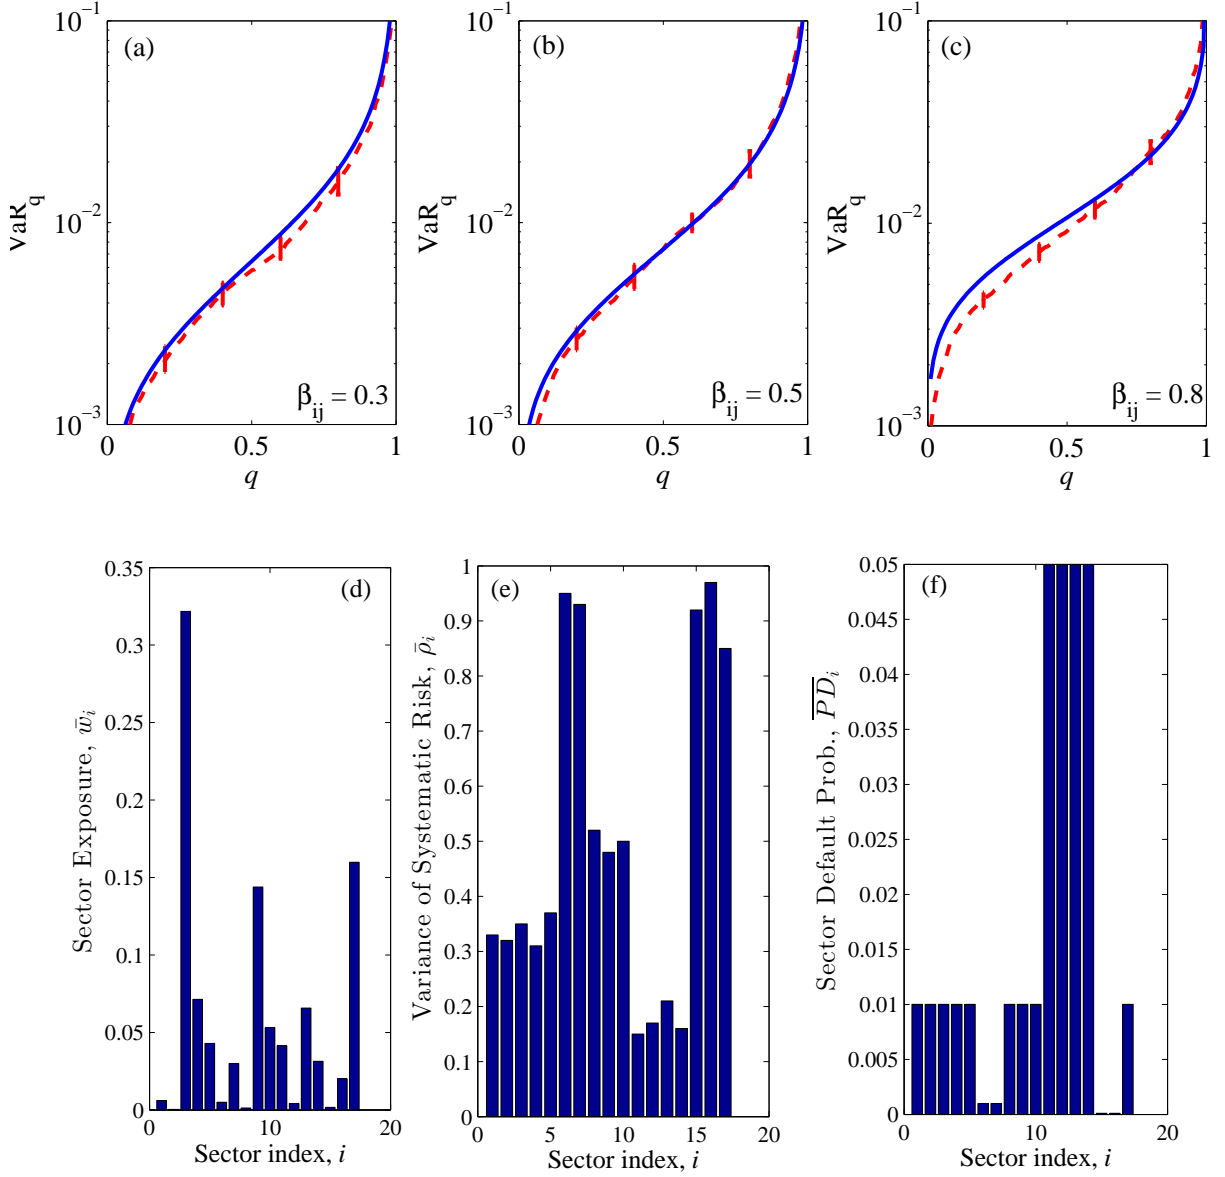 10⁻¹
10⁻²
10⁻³
VaR_q
(a)
β_ij = 0.3
0
0.5
1
q
10⁻¹
10⁻²
10⁻³
VaR_q
(b)
β_ij = 0.5
0
0.5
1
q
10⁻¹
10⁻²
10⁻³
VaR_q
(c)
β_ij = 0.8
0
0.5
1
q
0.35
0.3
0.25
0.2
0.15
0.1
0.05
0
Sector Exposure, w̄_i
(d)
0
10
20
Sector index, i
1
0.9
0.8
0.7
0.6
0.5
0.4
0.3
0.2
0.1
0
Variance of Systematic Risk, ρ̄_i
(e)
0
5
10
15
20
Sector index, i
0.05
0.045
0.04
0.035
0.03
0.025
0.02
0.015
0.010
0.005
0
Sector Default Prob., P̅D̅_i
(f)
0
10
20
Sector index, i